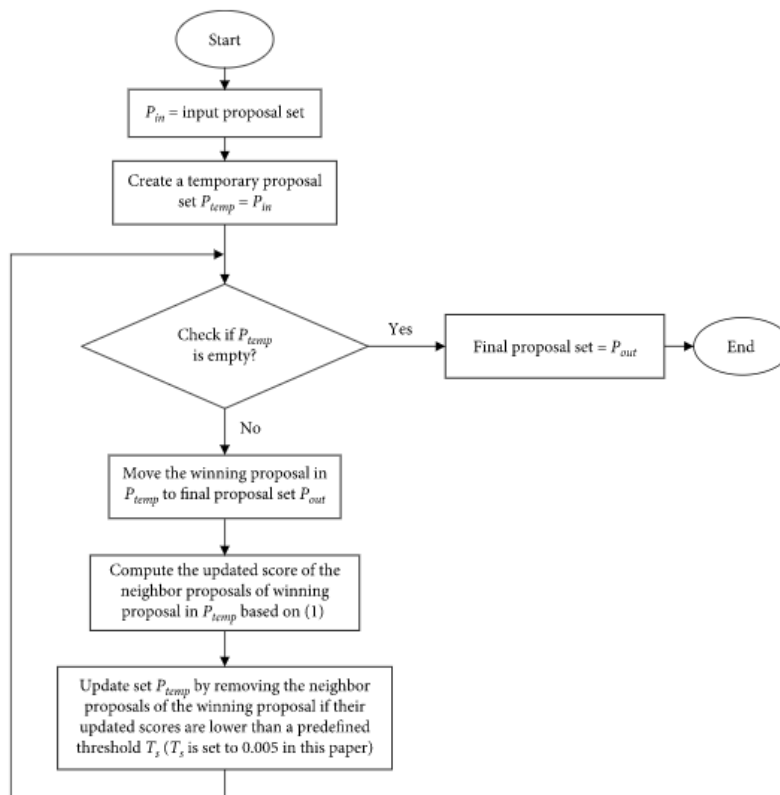 Start
P_in = input proposal set
Create a temporary proposal
set P_temp = P_in
Check if P_temp
is empty?
Yes
Final proposal set = P_out
End
No
Move the winning proposal in
P_temp to final proposal set P_out
Compute the updated score of the
neighbor proposals of winning
proposal in P_temp based on (1)
Update set P_temp by removing the neighbor
proposals of the winning proposal if their
updated scores are lower than a predefined
threshold T_s (T_s is set to 0.005 in this paper)